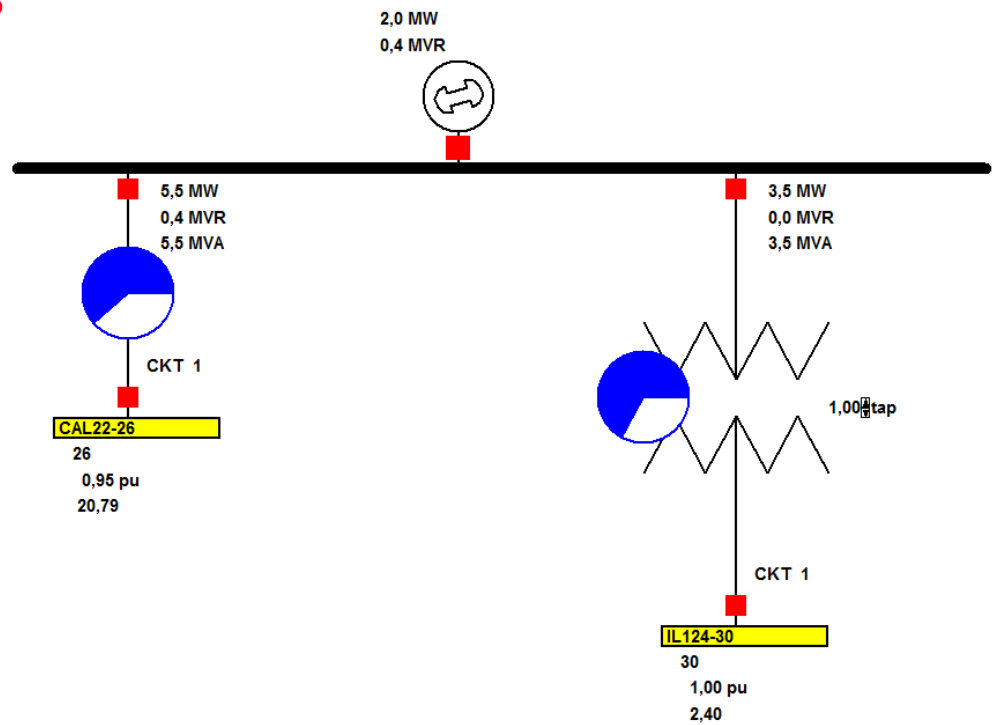 2,0 MW
0,4 MVR
5,5 MW
0,4 MVR
5,5 MVA
3,5 MW
0,0 MVR
3,5 MVA
CKT 1
1,00 tap
CAL22-26
26
0,95 pu
20,79
CKT 1
IL124-30
30
1,00 pu
2,40